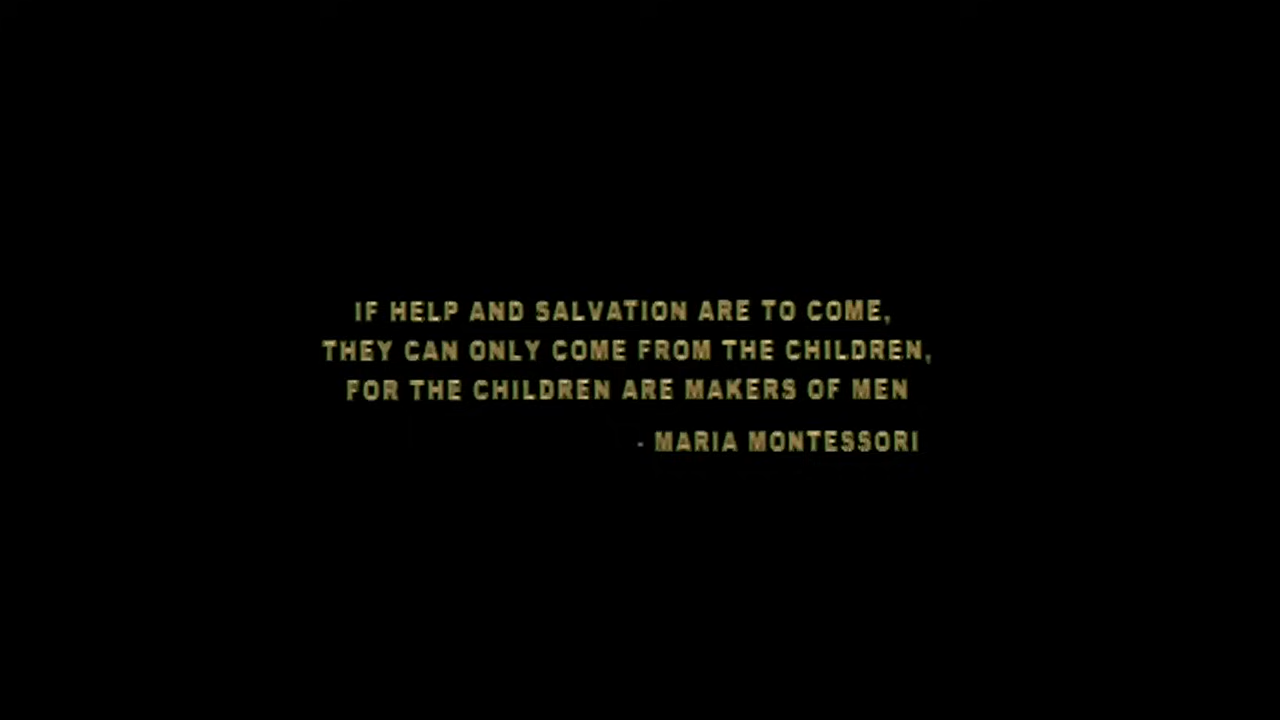 IF HELP AND SALVATION ARE TO COME,
THEY CAN ONLY COME FROM THE CHILDREN,
FOR THE CHILDREN ARE MAKERS OF MEN
- MARIA MONTESSORI